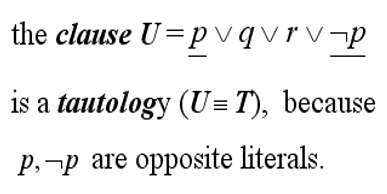 the clause U = p ∨ q ∨ r ∨ ¬p
is a tautology (U ≡ T), because
p, ¬p are opposite literals.